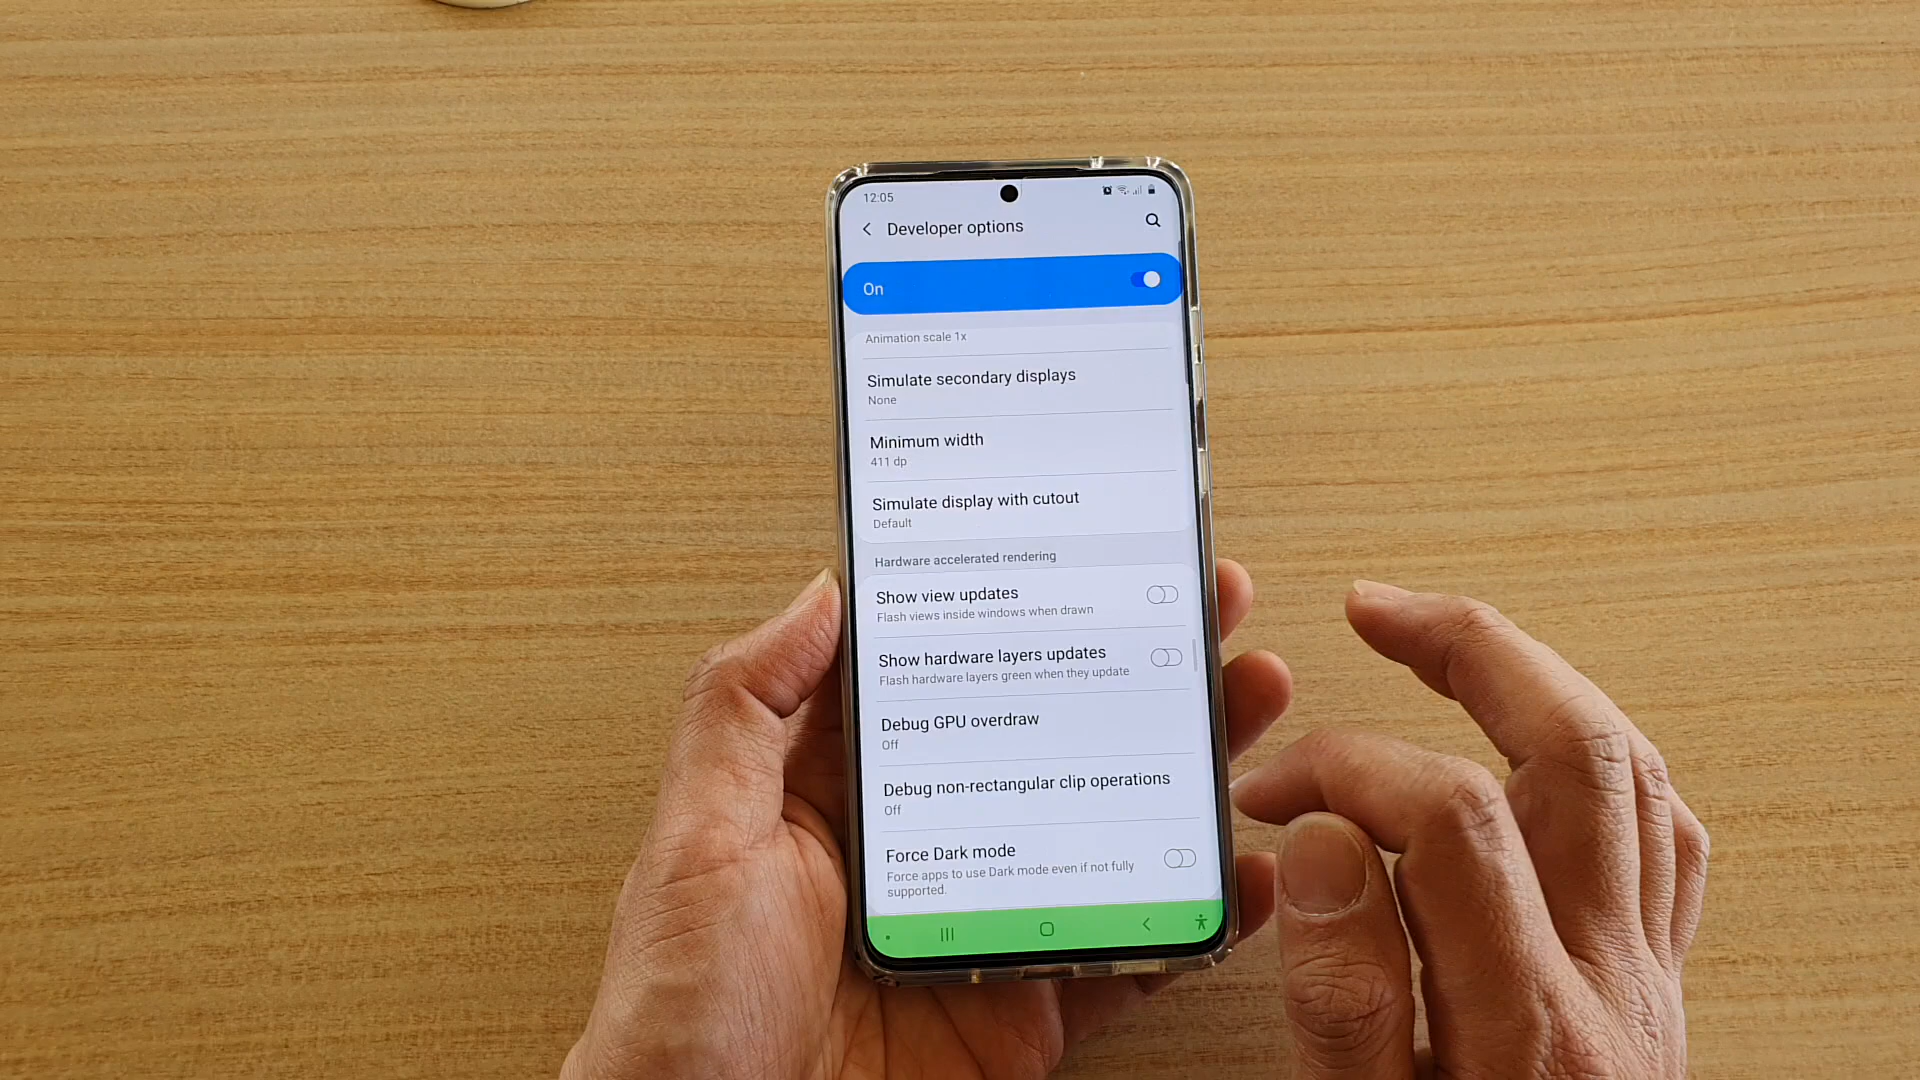 12:05
Developer options
On
Animation scale 1x
Simulate secondary displays
None
Minimum width
411 dp
Simulate display with cutout
Default
Hardware accelerated rendering
Show view updates
Flash views inside windows when drawn
Show hardware layers updates
Flash hardware layers green when they update
Debug GPU overdraw
Off
Debug non-rectangular clip operations
Off
Force Dark mode
Force apps to use Dark mode even if not fully
supported.